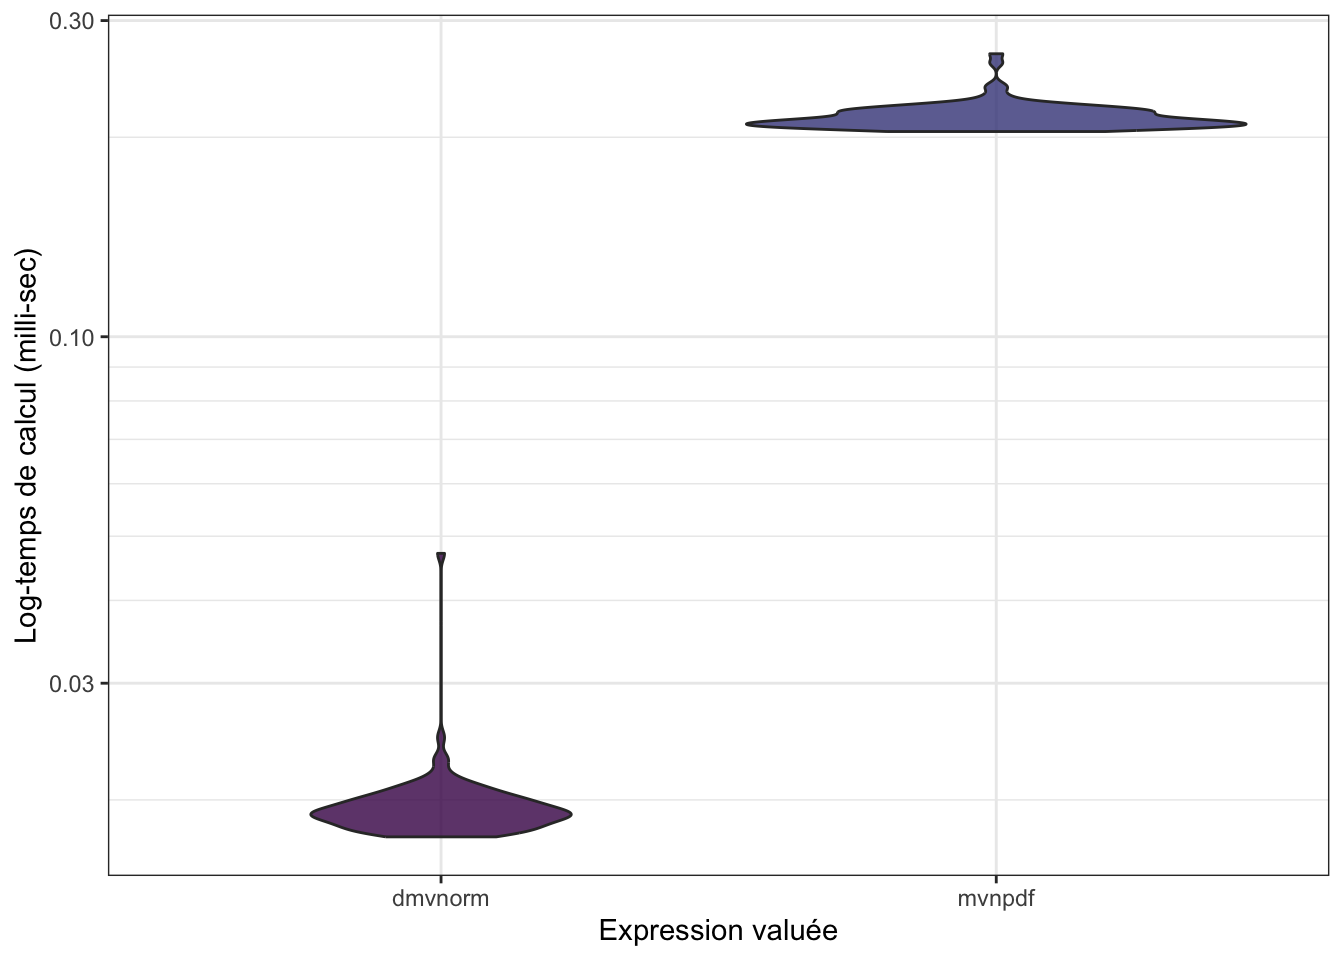 0.30
0.10
0.03
Log-temps de calcul (milli-sec)
dmvnorm
mvnpdf
Expression valuée